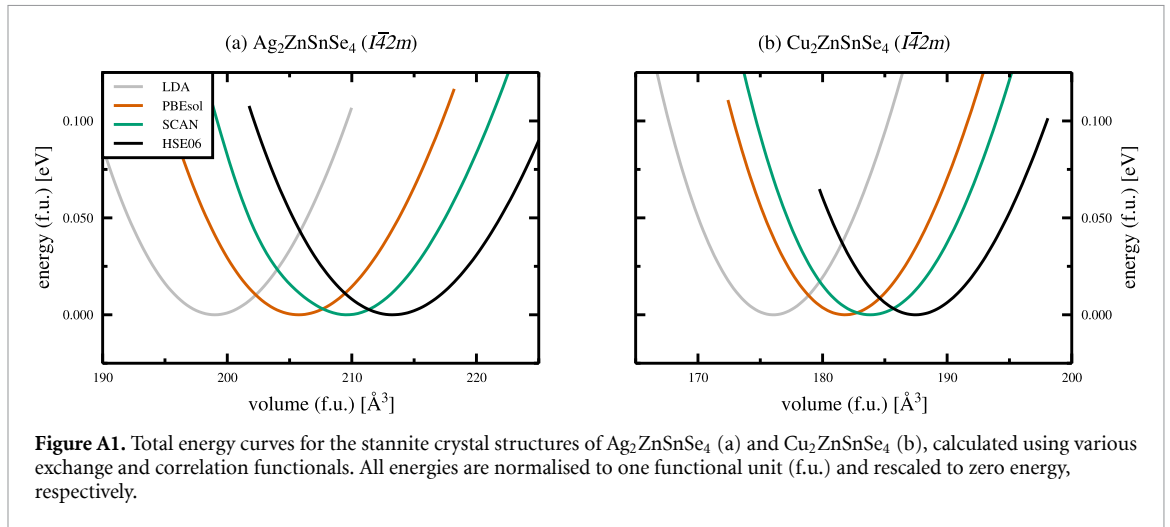 (a) Ag₂ZnSnSe₄ (I4̅2m)
(b) Cu₂ZnSnSe₄ (I4̅2m)
LDA
PBEsol
SCAN
HSE06
energy (f.u.) [eV]
0.100
0.050
0.000
190
200
210
220
volume (f.u.) [Å³]
170
180
190
200
volume (f.u.) [Å³]
0.100
0.050
0.000
energy (f.u.) [eV]
Figure A1. Total energy curves for the stannite crystal structures of Ag₂ZnSnSe₄ (a) and Cu₂ZnSnSe₄ (b), calculated using various
exchange and correlation functionals. All energies are normalised to one functional unit (f.u.) and rescaled to zero energy,
respectively.